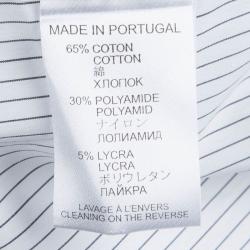 MADE IN PORTUGAL
65% COTON
COTTON
綿
ХЛОПОК
30% POLYAMIDE
POLYAMID
ナイロン
ПОЛИАМИД
5% LYCRA
LYCRA
ポリウレタン
ЛАЙКРА
LAVAGE À L'ENVERS
CLEANING ON THE REVERSE